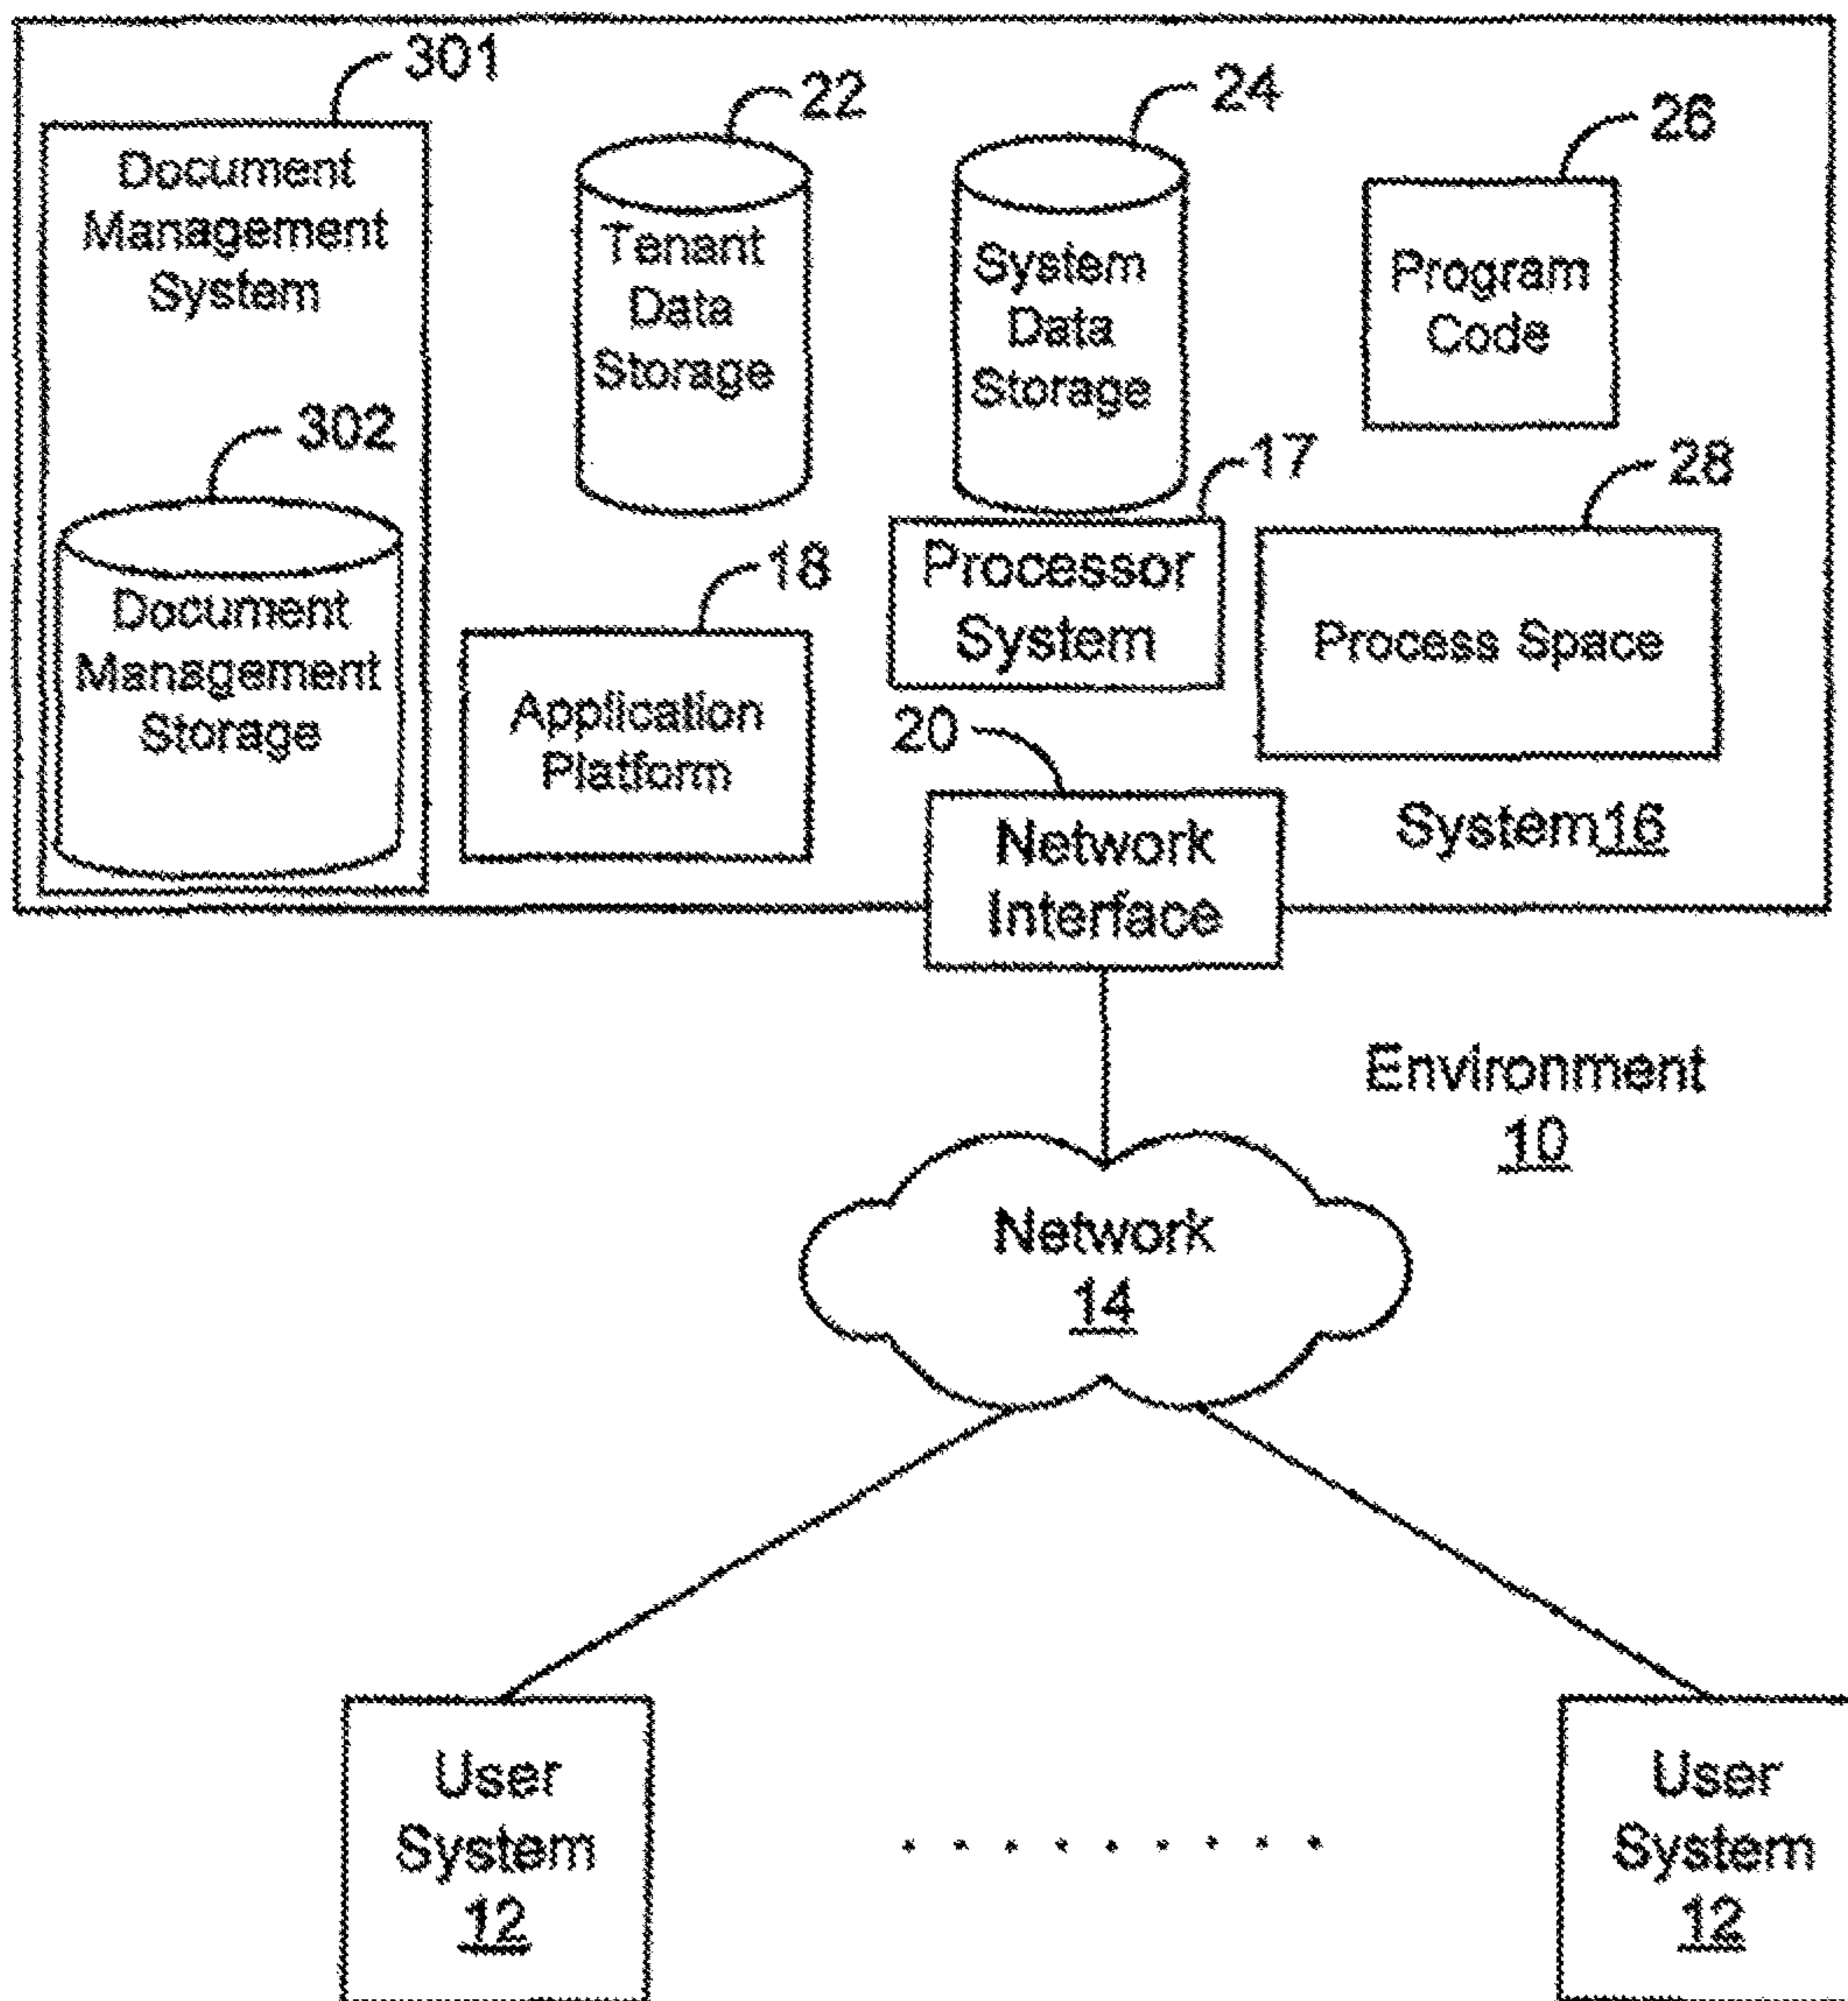 301
Document
Management
System
302
Document
Management
Storage
22
Tenant
Data
Storage
24
System
Data
Storage
26
Program
Code
17
Processor
System
28
Process Space
18
Application
Platform
20
Network
Interface
System16
Environment
10
Network
14
User
System
12
User
System
12